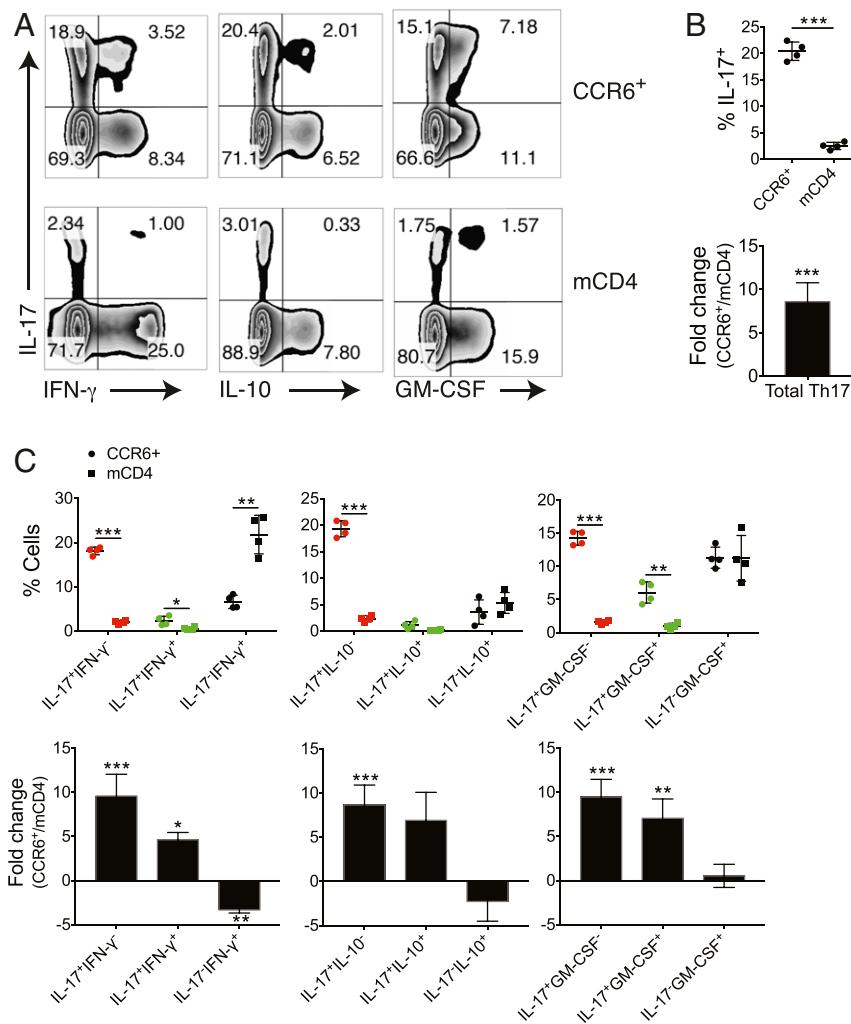 A
18.9 3.52
20.4 2.01
15.1 7.18
CCR6+
69.3 8.34
71.1 6.52
66.6 11.1
2.34 1.00
3.01 0.33
1.75 1.57
mCD4
71.7 25.0
88.9 7.80
80.7 15.9
IL-17
IFN-γ
IL-10
GM-CSF
B
***
25
20
15
10
5
0
% IL-17+
CCR6+
mCD4
15
10
5
0
Fold change
(CCR6+/mCD4)
***
Total Th17
C
CCR6+
mCD4
% Cells
30
20
10
0
***
*
**
IL-17+IFN-γ-
IL-17+IFN-γ+
IL-17-IFN-γ+
25
20
15
10
5
0
***
IL-17+IL-10-
IL-17+IL-10+
IL-17-IL-10+
20
15
10
5
0
***
**
IL-17+GM-CSF-
IL-17+GM-CSF+
IL-17-GM-CSF+
Fold change
(CCR6+/mCD4)
15
10
5
0
-5
***
*
**
IL-17+IFN-γ-
IL-17+IFN-γ+
IL-17-IFN-γ+
15
10
5
0
-5
***
IL-17+IL-10-
IL-17+IL-10+
IL-17-IL-10+
15
10
5
0
-5
***
**
IL-17+GM-CSF-
IL-17+GM-CSF+
IL-17-GM-CSF+